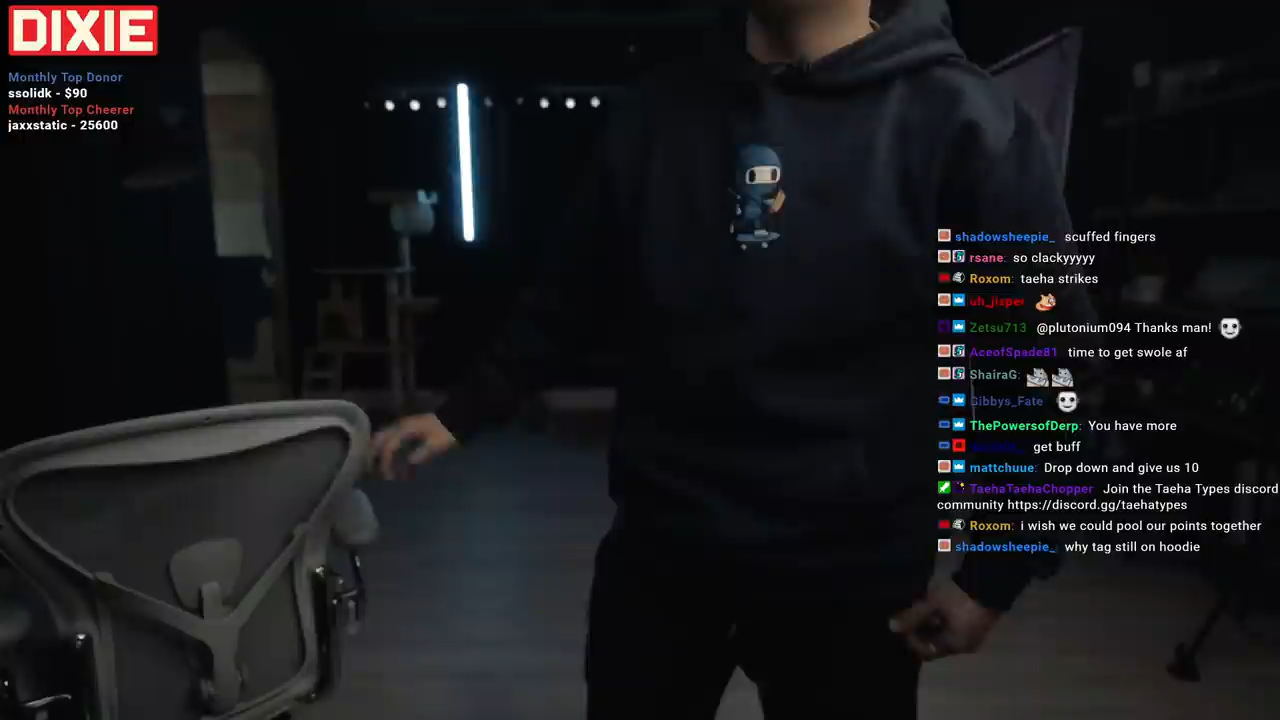 DIXIE
Monthly Top Donor
ssolidk - $90
Monthly Top Cheerer
jaxxstatic - 25600
shadowsheepie_ scuffed fingers
rsane: so clackyyyyy
Roxom: taeha strikes
uh_jisper
Zetsu713 @plutonium094 Thanks man!
AceofSpade81 time to get swole af
ShairaG:
Gibbys_Fate
ThePowersofDerp: You have more
get buff
mattchuue: Drop down and give us 10
TaehaTaehaChopper Join the Taeha Types discord
community https://discord.gg/taehatypes
Roxom: i wish we could pool our points together
shadowsheepie_ why tag still on hoodie